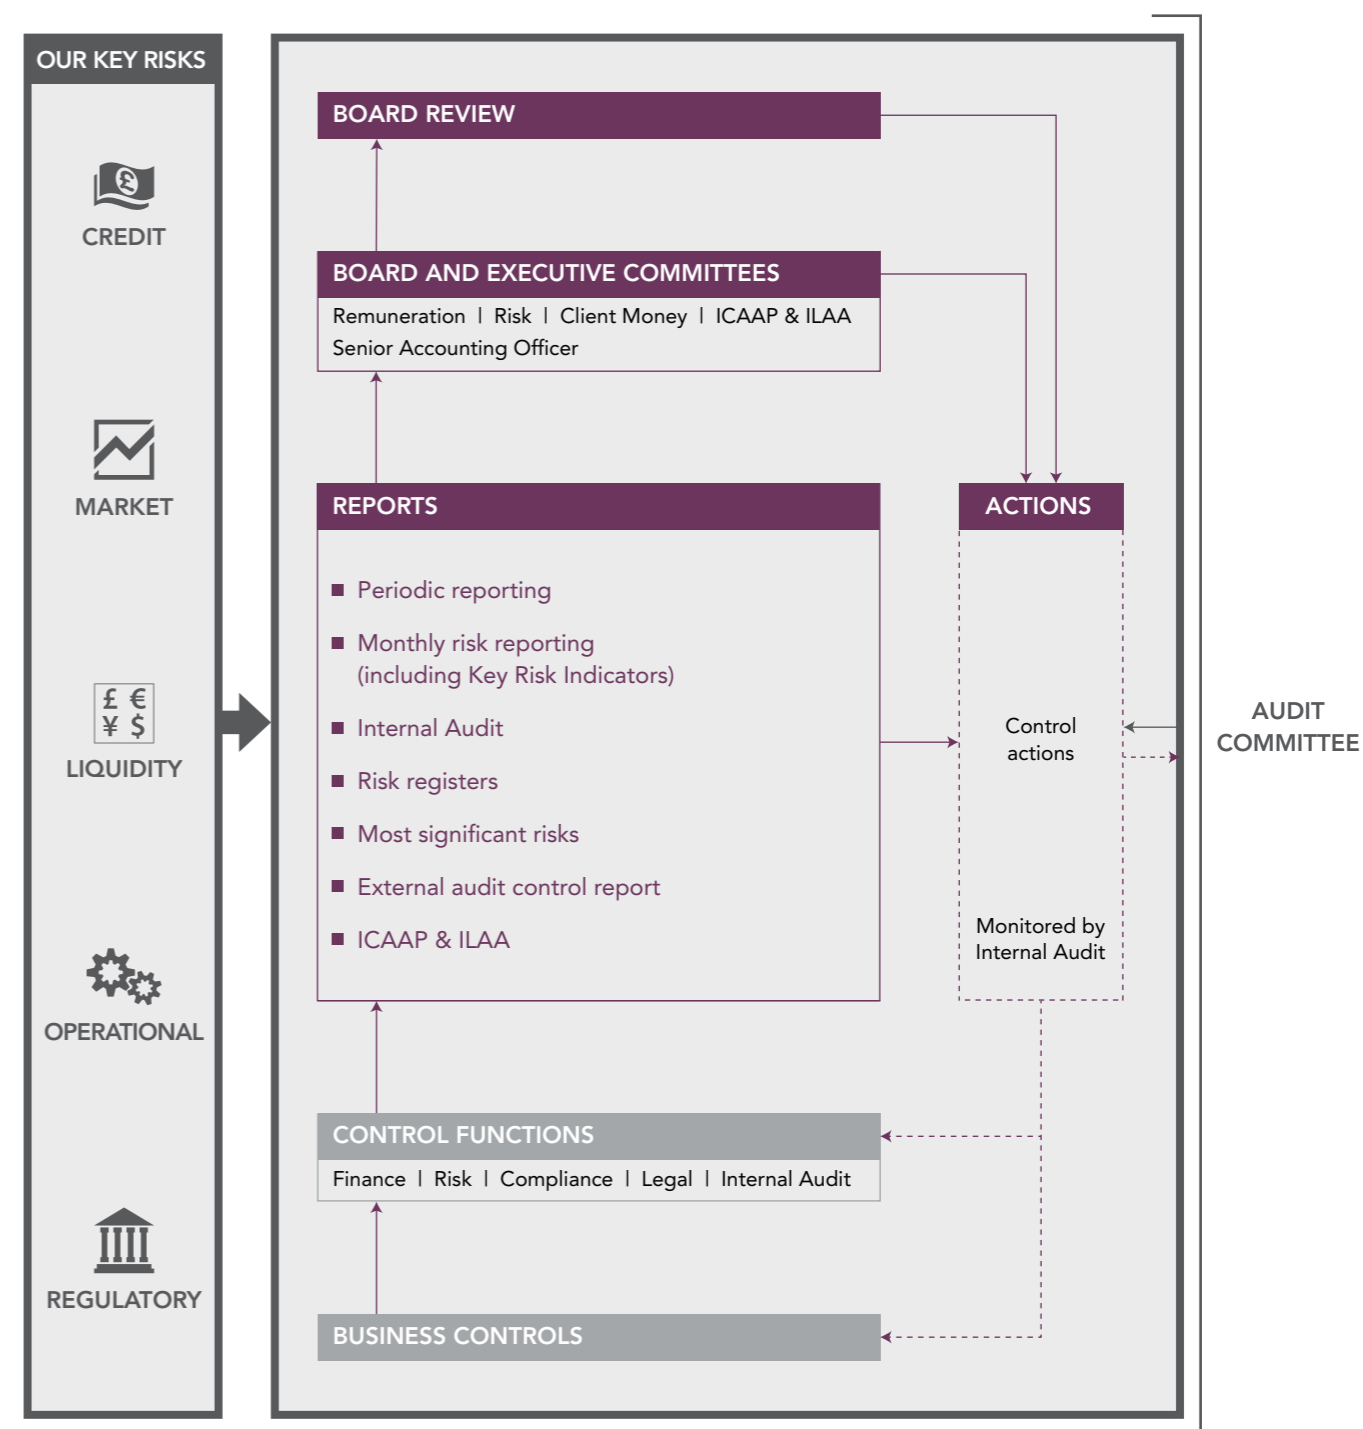 OUR KEY RISKS
CREDIT
MARKET
£ €
¥ $
LIQUIDITY
OPERATIONAL
REGULATORY
BOARD REVIEW
BOARD AND EXECUTIVE COMMITTEES
Remuneration | Risk | Client Money | ICAAP & ILAA
Senior Accounting Officer
REPORTS
■ Periodic reporting
■ Monthly risk reporting
(including Key Risk Indicators)
■ Internal Audit
■ Risk registers
■ Most significant risks
■ External audit control report
■ ICAAP & ILAA
ACTIONS
Control
actions
Monitored by
Internal Audit
CONTROL FUNCTIONS
Finance | Risk | Compliance | Legal | Internal Audit
BUSINESS CONTROLS
AUDIT
COMMITTEE